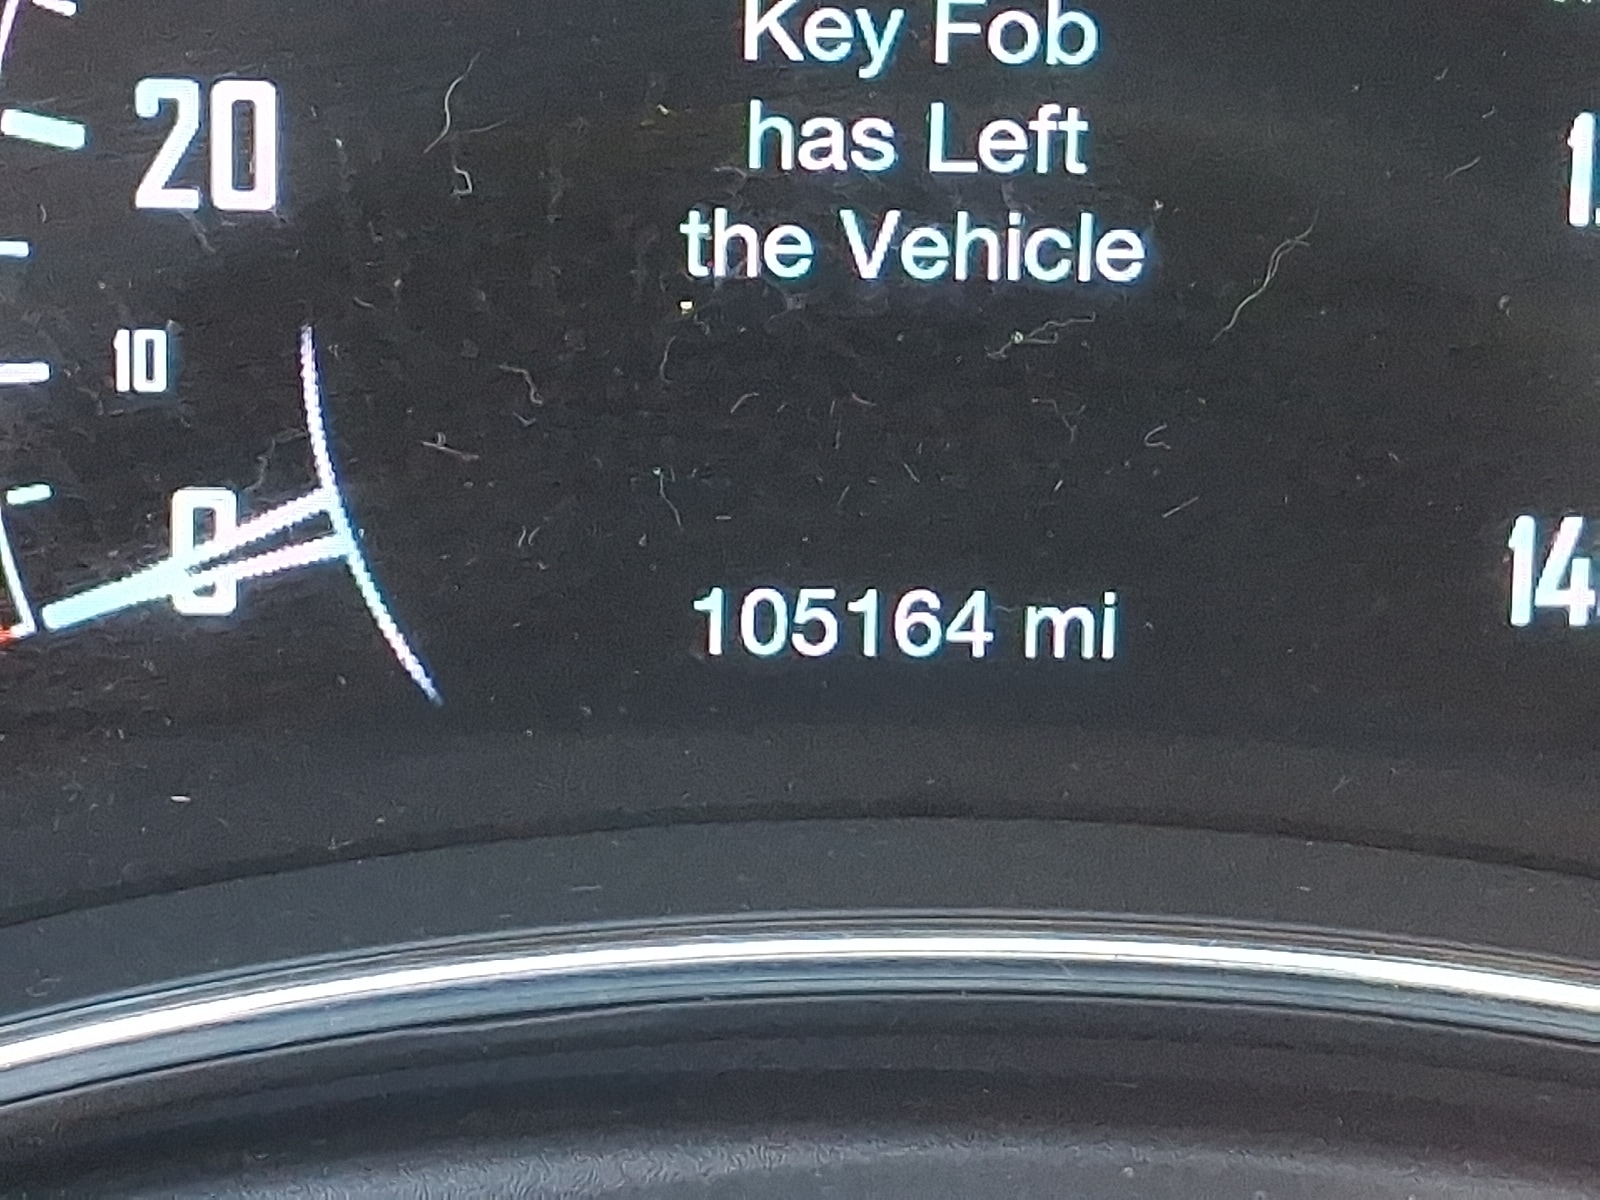 Key Fob
has Left
the Vehicle
20
10
0
105164 mi